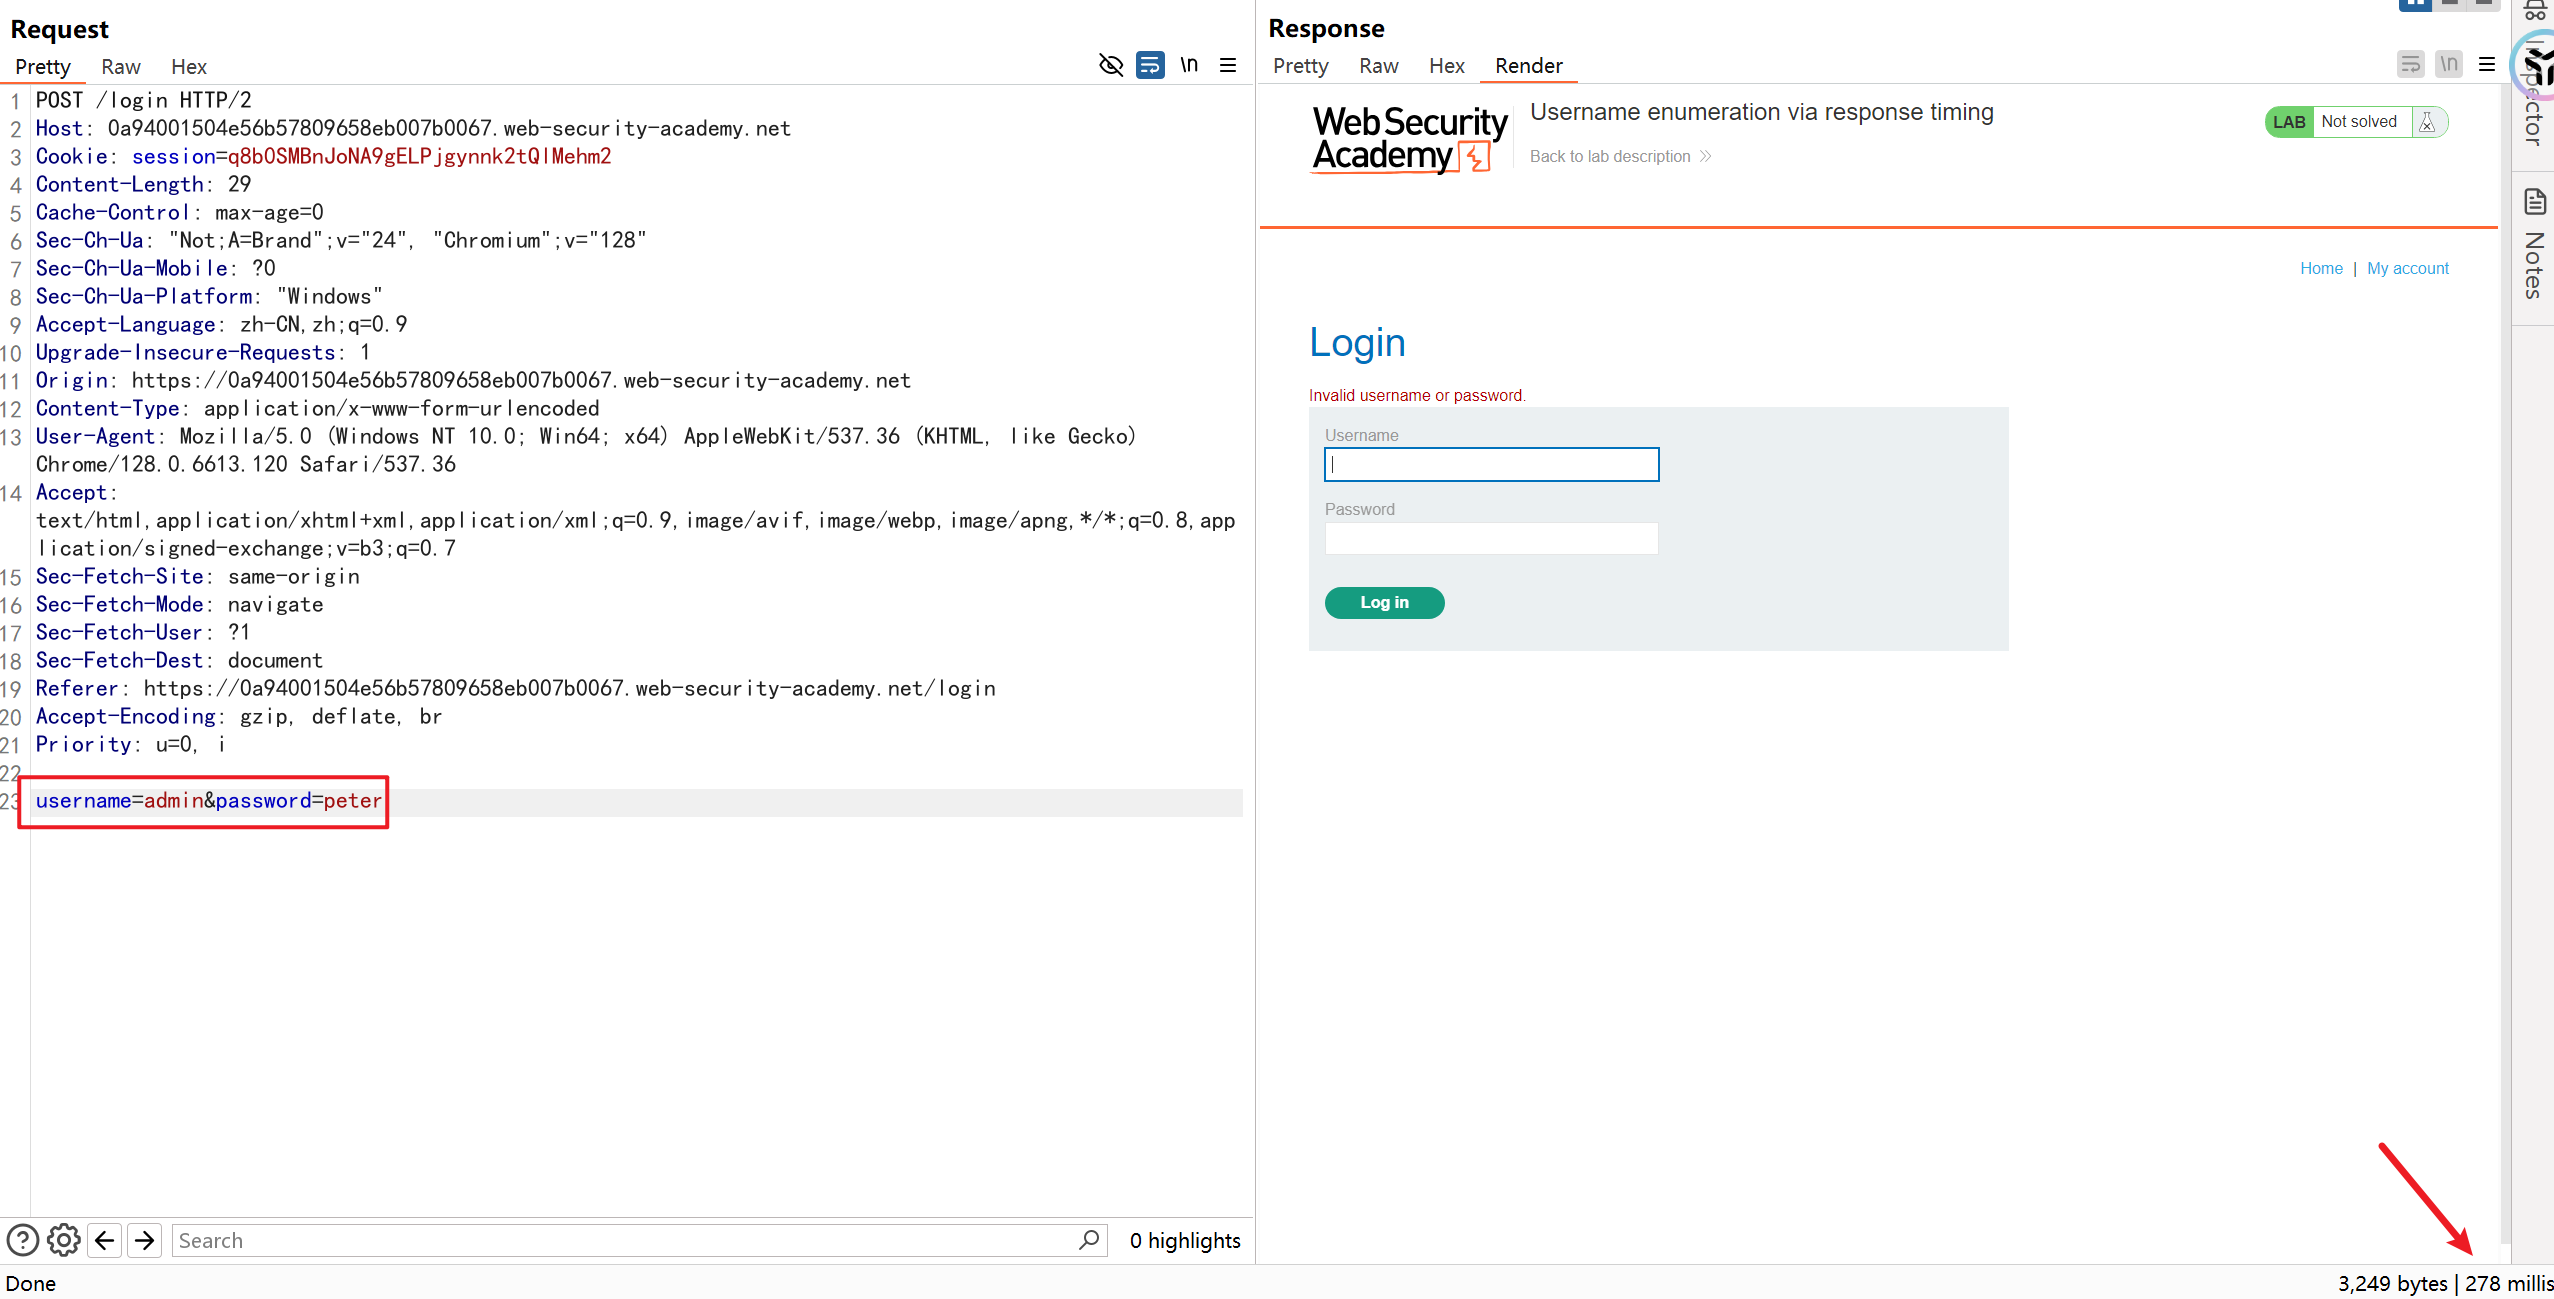 Request
Pretty Raw Hex
\n
1 POST /login HTTP/2
2 Host: 0a94001504e56b57809658eb007b0067.web-security-academy.net
3 Cookie: session=q8b0SMBnJoNA9gELPjgynnk2tQlMehm2
4 Content-Length: 29
5 Cache-Control: max-age=0
6 Sec-Ch-Ua: "Not;A=Brand";v="24", "Chromium";v="128"
7 Sec-Ch-Ua-Mobile: ?0
8 Sec-Ch-Ua-Platform: "Windows"
9 Accept-Language: zh-CN,zh;q=0.9
10 Upgrade-Insecure-Requests: 1
11 Origin: https://0a94001504e56b57809658eb007b0067.web-security-academy.net
12 Content-Type: application/x-www-form-urlencoded
13 User-Agent: Mozilla/5.0 (Windows NT 10.0; Win64; x64) AppleWebKit/537.36 (KHTML, like Gecko)
Chrome/128.0.6613.120 Safari/537.36
14 Accept:
text/html,application/xhtml+xml,application/xml;q=0.9,image/avif,image/webp,image/apng,*/*;q=0.8,app
lication/signed-exchange;v=b3;q=0.7
15 Sec-Fetch-Site: same-origin
16 Sec-Fetch-Mode: navigate
17 Sec-Fetch-User: ?1
18 Sec-Fetch-Dest: document
19 Referer: https://0a94001504e56b57809658eb007b0067.web-security-academy.net/login
20 Accept-Encoding: gzip, deflate, br
21 Priority: u=0, i
22
23 username=admin&password=peter
Search
0 highlights
Done
Response
Pretty Raw Hex Render
\n
WebSecurity
Academy
Username enumeration via response timing
Back to lab description
LAB Not solved
Home | My account
Login
Invalid username or password.
Username
Password
Log in
Inspector
Notes
3,249 bytes | 278 millis